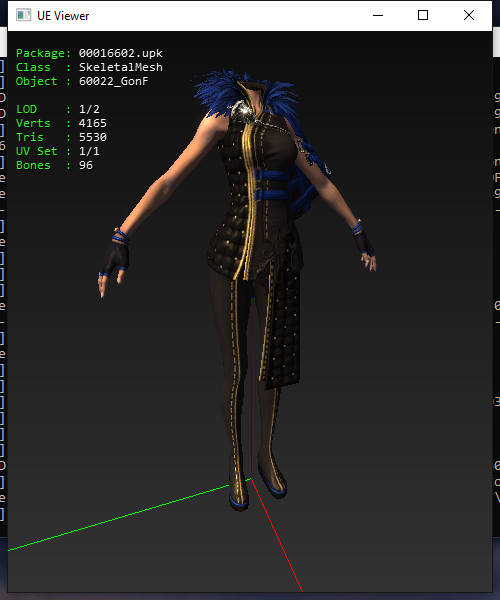 UE Viewer
Package: 00016602.upk
Class : SkeletalMesh
Object : 60022_GonF
LOD : 1/2
Verts : 4165
Tris : 5530
UV Set : 1/1
Bones : 96